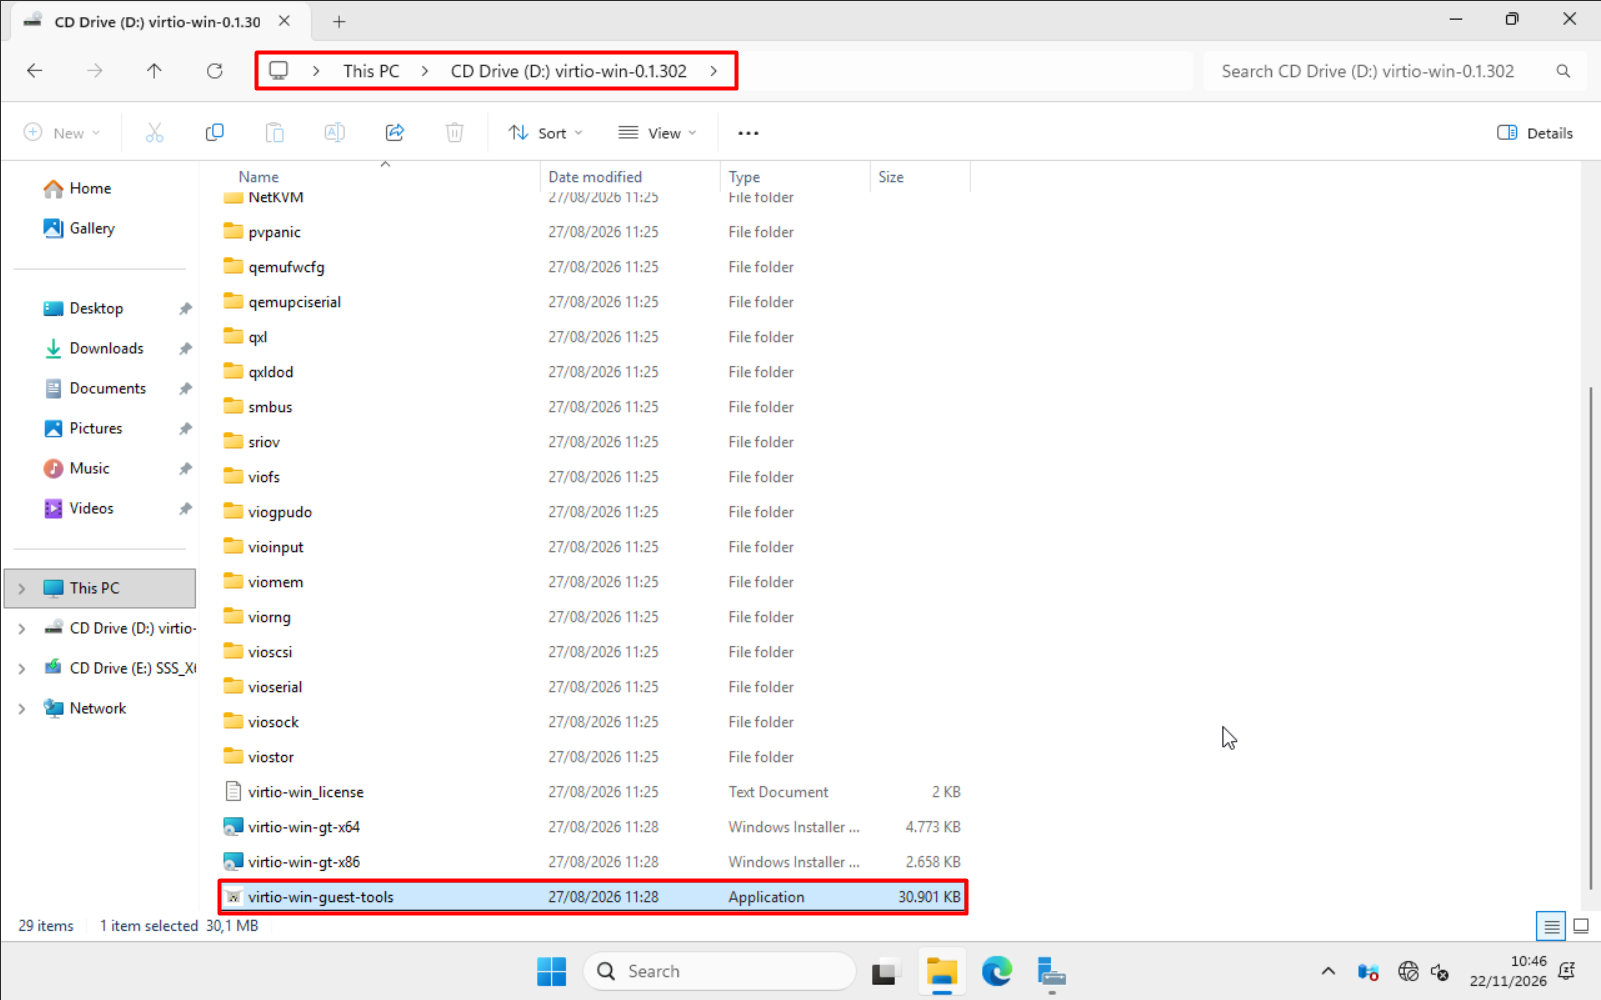 CD Drive (D:) virtio-win-0.1.30
This PC > CD Drive (D:) virtio-win-0.1.302 >
Search CD Drive (D:) virtio-win-0.1.302
New
Sort
View
Details
Home
Gallery
Desktop
Downloads
Documents
Pictures
Music
Videos
This PC
CD Drive (D:) virtio-
CD Drive (E:) SSS_X
Network
Name Date modified Type Size
NetKVM 27/08/2026 11:25 File folder
pvpanic 27/08/2026 11:25 File folder
qemufwcfg 27/08/2026 11:25 File folder
qemupciserial 27/08/2026 11:25 File folder
qxl 27/08/2026 11:25 File folder
qxldod 27/08/2026 11:25 File folder
smbus 27/08/2026 11:25 File folder
sriov 27/08/2026 11:25 File folder
viofs 27/08/2026 11:25 File folder
viogpudo 27/08/2026 11:25 File folder
vioinput 27/08/2026 11:25 File folder
viomem 27/08/2026 11:25 File folder
viorng 27/08/2026 11:25 File folder
vioscsi 27/08/2026 11:25 File folder
vioserial 27/08/2026 11:25 File folder
viosock 27/08/2026 11:25 File folder
viostor 27/08/2026 11:25 File folder
virtio-win_license 27/08/2026 11:25 Text Document 2 KB
virtio-win-gt-x64 27/08/2026 11:28 Windows Installer ... 4.773 KB
virtio-win-gt-x86 27/08/2026 11:28 Windows Installer ... 2.658 KB
virtio-win-guest-tools 27/08/2026 11:28 Application 30.901 KB
29 items 1 item selected 30,1 MB
Search
10:46
22/11/2026